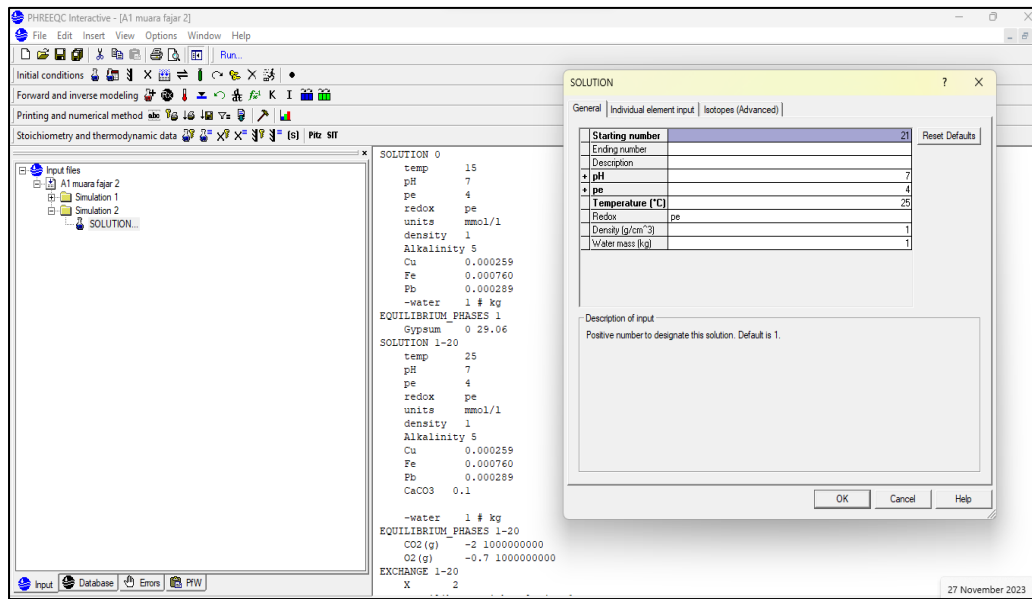 PHREEQC Interactive - [A1 muara fajar 2]
File Edit Insert View Options Window Help
Run...
Initial conditions
Forward and inverse modeling K I
Printing and numerical method
Stoichiometry and thermodynamic data (s) Pitz SIT
Input files
A1 muara fajar 2
Simulation 1
Simulation 2
SOLUTION...
Input Database Errors PfW
SOLUTION 0
temp 15
pH 7
pe 4
redox pe
units mmol/l
density 1
Alkalinity 5
Cu 0.000259
Fe 0.000760
Pb 0.000289
-water 1 # kg
EQUILIBRIUM_PHASES 1
Gypsum 0 29.06
SOLUTION 1-20
temp 25
pH 7
pe 4
redox pe
units mmol/l
density 1
Alkalinity 5
Cu 0.000259
Fe 0.000760
Pb 0.000289
CaCO3 0.1
-water 1 # kg
EQUILIBRIUM_PHASES 1-20
CO2(g) -2 1000000000
O2(g) -0.7 1000000000
EXCHANGE 1-20
X 2
SOLUTION ? X
General Individual element input Isotopes (Advanced)
Starting number 21 Reset Defaults
Ending number
Description
+ pH 7
+ pe 4
Temperature (°C) 25
Redox pe
Density (g/cm^3) 1
Water mass (kg) 1
Description of input
Positive number to designate this solution. Default is 1.
OK Cancel Help
27 November 2023